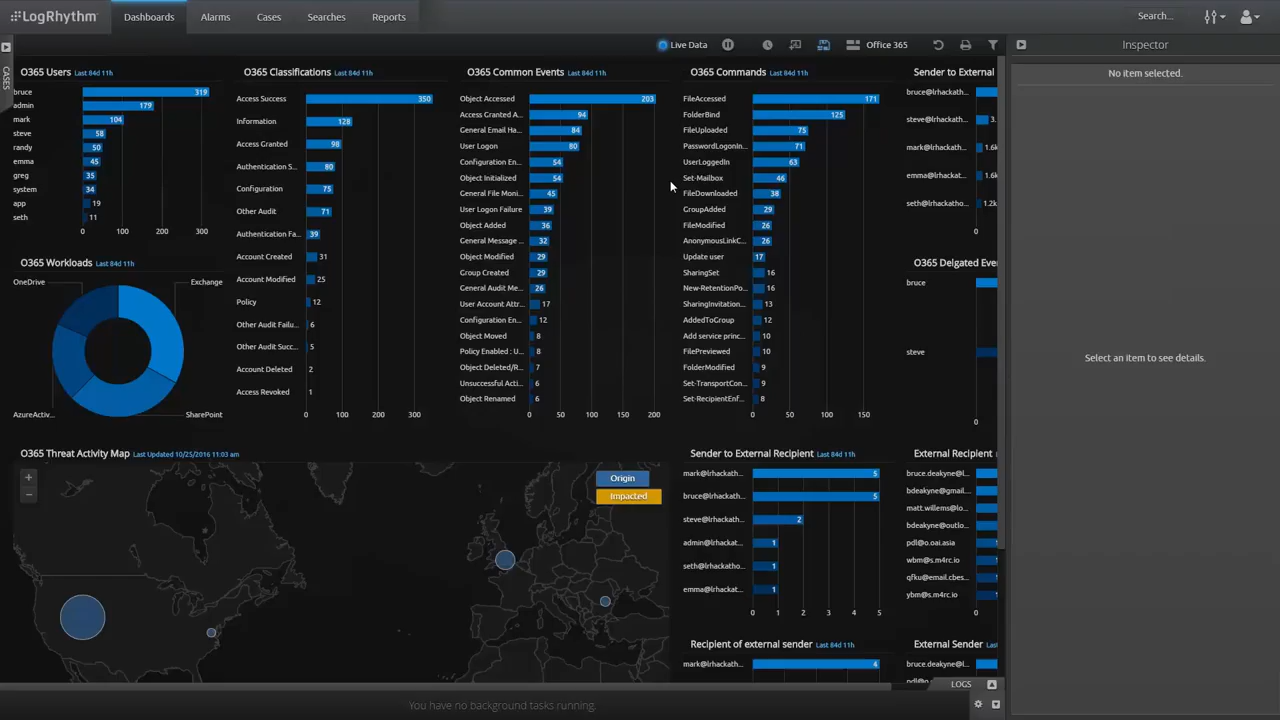 LogRhythm
Dashboards
Alarms
Cases
Searches
Reports
Search...
Live Data
Office 365
Inspector
CASES
No item selected.
Select an item to see details.
O365 Users Last 84d 11h
bruce 319
admin 179
mark 104
steve 58
randy 50
emma 45
greg 35
system 34
app 19
seth 11
0 100 200 300
O365 Classifications Last 84d 11h
Access Success 350
Information 128
Access Granted 98
Authentication S... 80
Configuration 75
Other Audit 71
Authentication Fa... 39
Account Created 31
Account Modified 25
Policy 12
Other Audit Failu... 6
Other Audit Succ... 5
Account Deleted 2
Access Revoked 1
0 100 200 300
O365 Common Events Last 84d 11h
Object Accessed 203
Access Granted A... 94
General Email Ha... 84
User Logon 80
Configuration En... 54
Object Initialized 54
General File Moni... 45
User Logon Failure 39
Object Added 36
General Message ... 32
Object Modified 29
Group Created 29
General Audit Me... 26
User Account Attr... 17
Configuration En... 12
Object Moved 8
Policy Enabled : U... 8
Object Deleted/R... 7
Unsuccessful Acti... 6
Object Renamed 6
0 50 100 150 200
O365 Commands Last 84d 11h
FileAccessed 171
FolderBind 125
FileUploaded 75
PasswordLogonIn... 71
UserLoggedIn 63
Set-Mailbox 46
FileDownloaded 38
GroupAdded 29
FileModified 26
AnonymousLinkC... 26
Update user 17
SharingSet 16
New-RetentionPo... 16
SharingInvitation... 13
AddedToGroup 12
Add service princ... 10
FilePreviewed 10
FolderModified 9
Set-TransportCon... 9
Set-RecipientEnf... 8
0 50 100 150
Sender to External
bruce@lrhackath...
steve@lrhackath... 3.
mark@lrhackath... 1.6k
emma@lrhackat... 1.6k
seth@lrhackatho... 1.2k
0
O365 Workloads Last 84d 11h
OneDrive
Exchange
AzureActiv...
SharePoint
O365 Delgated Eve
bruce
steve
0
O365 Threat Activity Map Last Updated 10/25/2016 11:03 am
+
−
Origin
Impacted
Sender to External Recipient Last 84d 11h
mark@lrhackath... 5
bruce@lrhackath... 5
steve@lrhackath... 2
admin@lrhackat... 1
seth@lrhackatho... 1
emma@lrhackat... 1
0 1 2 3 4 5
External Recipient
bruce.deakyne@l...
bdeakyne@gmail...
matt.willems@lo...
bdeakyne@outlo...
pdl@o.oai.asia
wbm@s.m4rc.io
qfku@email.cbes...
ybm@s.m4rc.io
0
Recipient of external sender Last 84d 11h
mark@lrhackath... 4
External Sender Las
bruce.deakyne@l...
LOGS
You have no background tasks running.